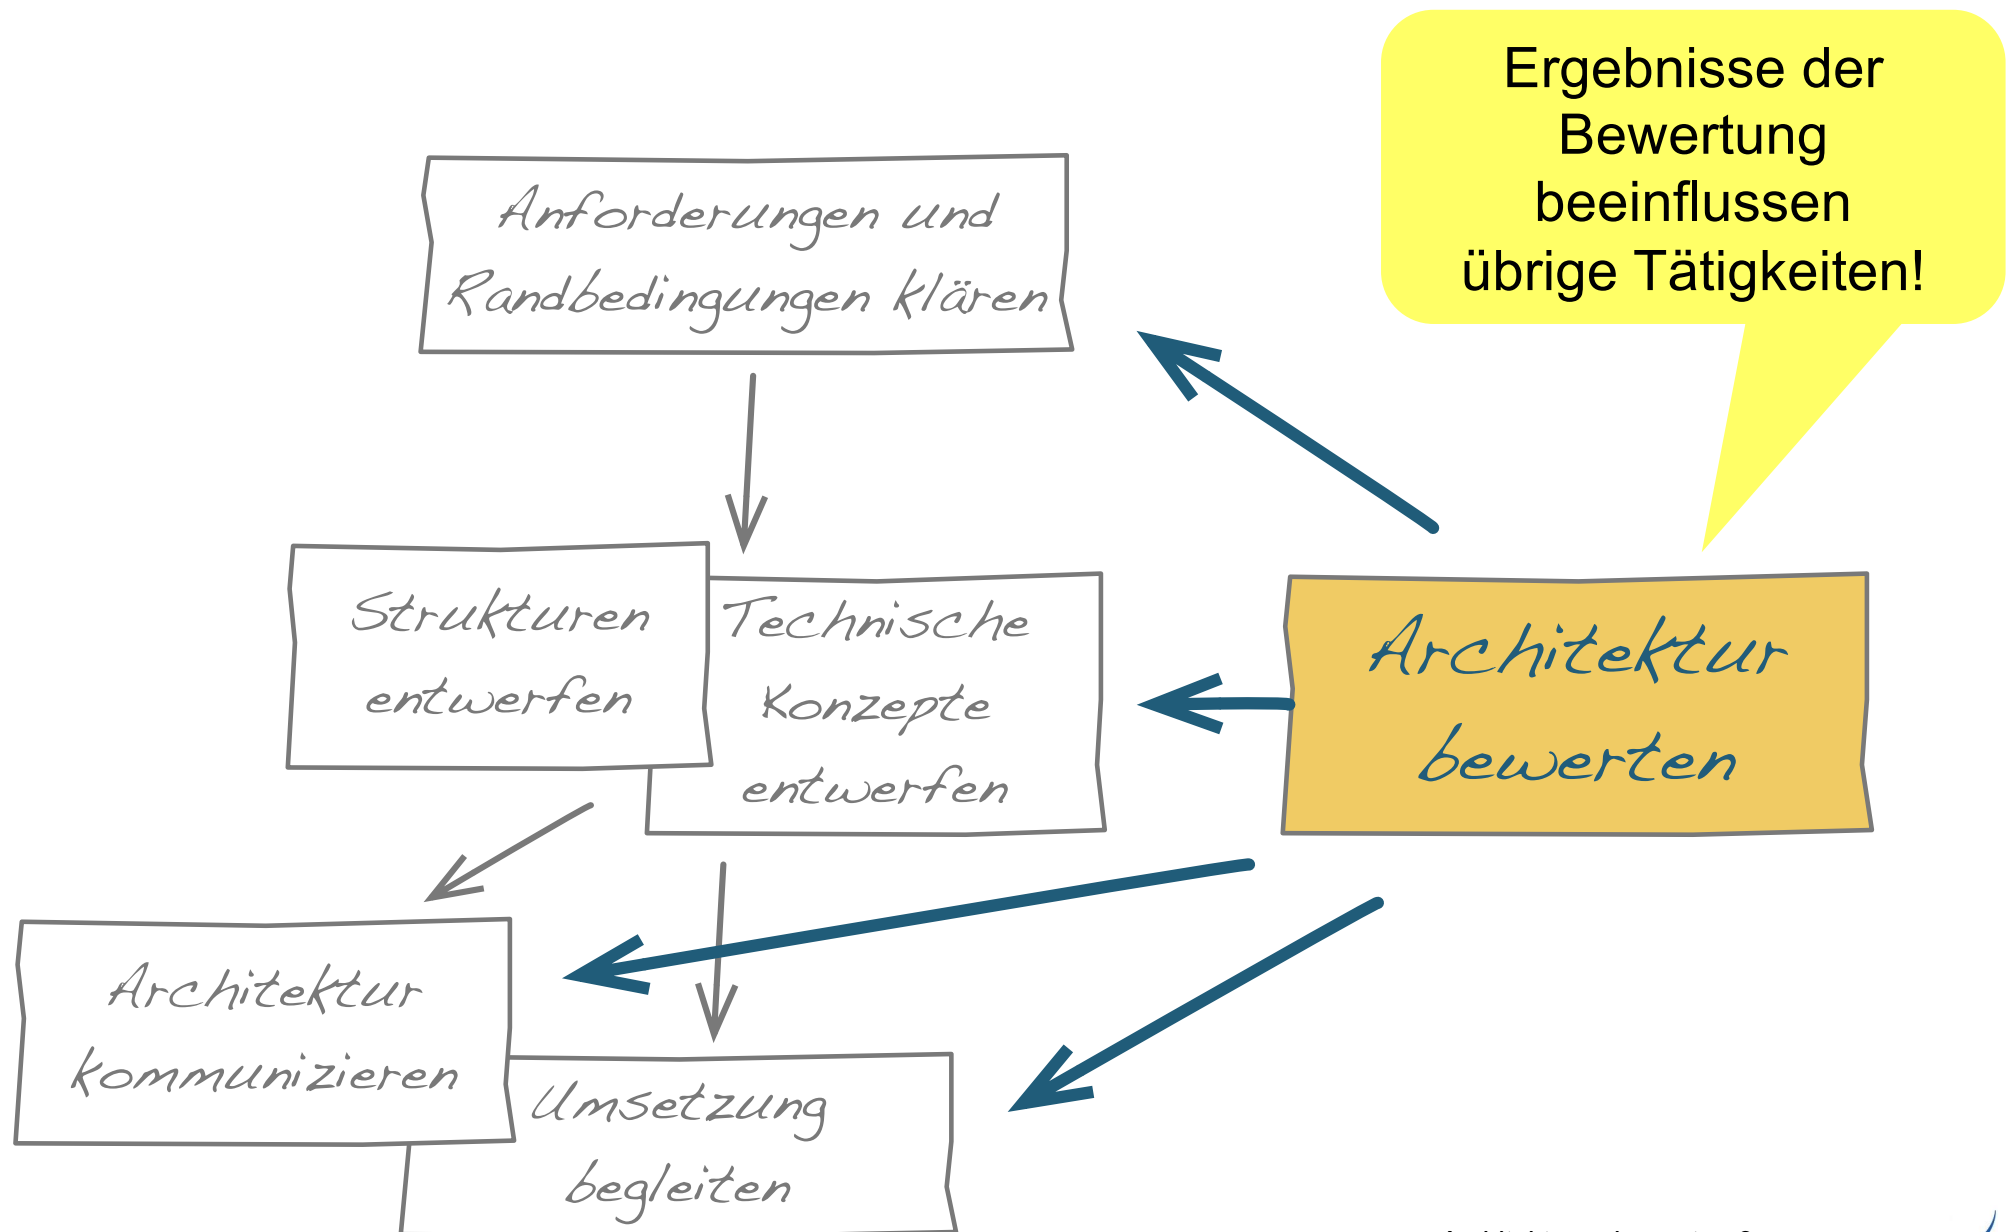 Ergebnisse der
Bewertung
beeinflussen
übrige Tätigkeiten!
Anforderungen und
Randbedingungen klären
Strukturen
entwerfen
Technische
Konzepte
entwerfen
Architektur
bewerten
Architektur
kommunizieren
Umsetzung
begleiten